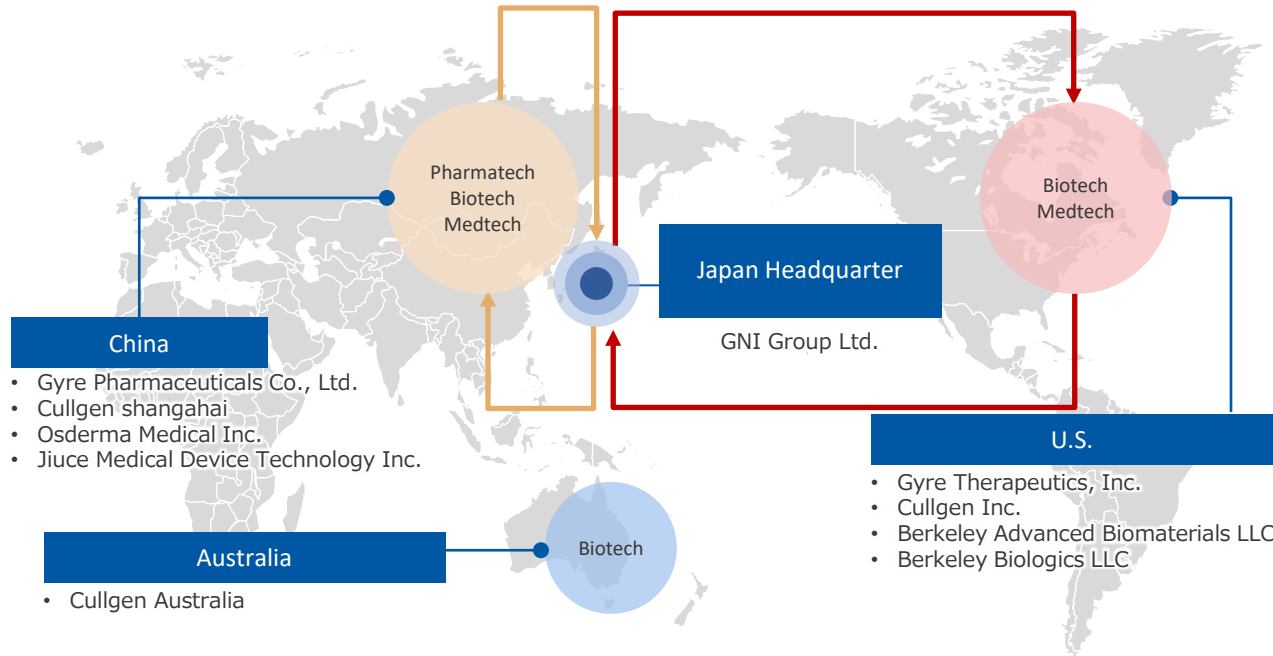 Pharmatech
Biotech
Medtech
Biotech
Medtech
Japan Headquarter
GNI Group Ltd.
China
• Gyre Pharmaceuticals Co., Ltd.
• Cullgen shangahai
• Osderma Medical Inc.
• Jiuce Medical Device Technology Inc.
U.S.
• Gyre Therapeutics, Inc.
• Cullgen Inc.
• Berkeley Advanced Biomaterials LLC
• Berkeley Biologics LLC
Australia
• Cullgen Australia
Biotech